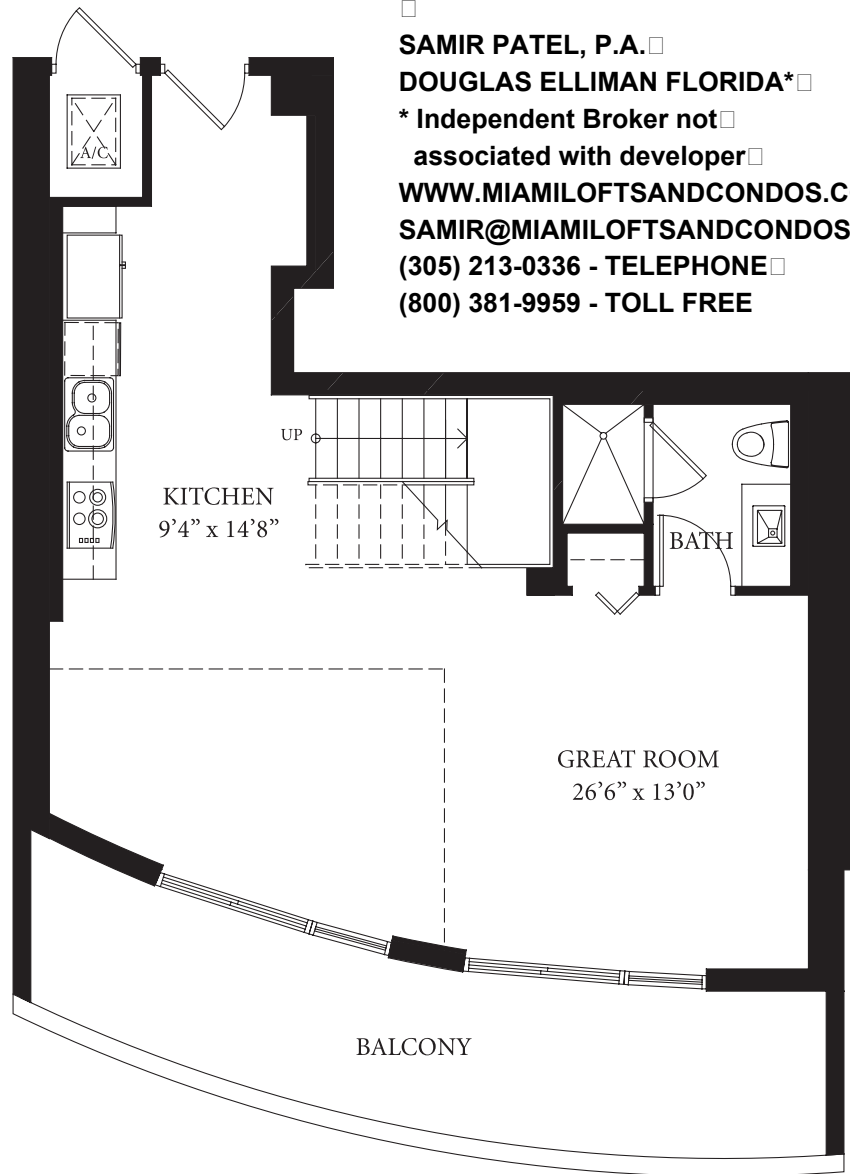 SAMIR PATEL, P.A.
DOUGLAS ELLIMAN FLORIDA*
* Independent Broker not
associated with developer
WWW.MIAMILOFTSANDCONDOS.C
SAMIR@MIAMILOFTSANDCONDOS
(305) 213-0336 - TELEPHONE
(800) 381-9959 - TOLL FREE
A/C
UP
KITCHEN
9’4” x 14’8”
BATH
GREAT ROOM
26’6” x 13’0”
BALCONY